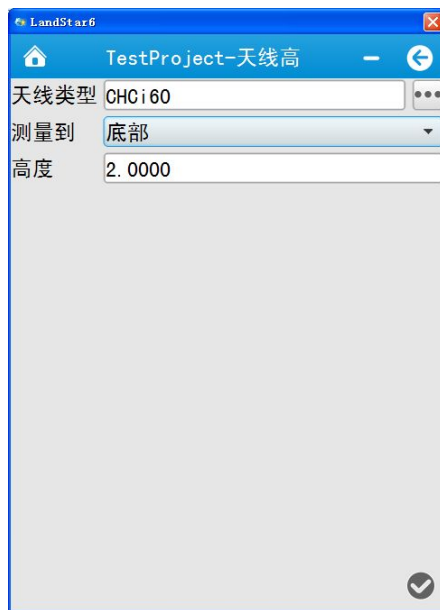 LandStar6
TestProject-天线高
天线类型 CHCi60
测量到 底部
高度 2.0000